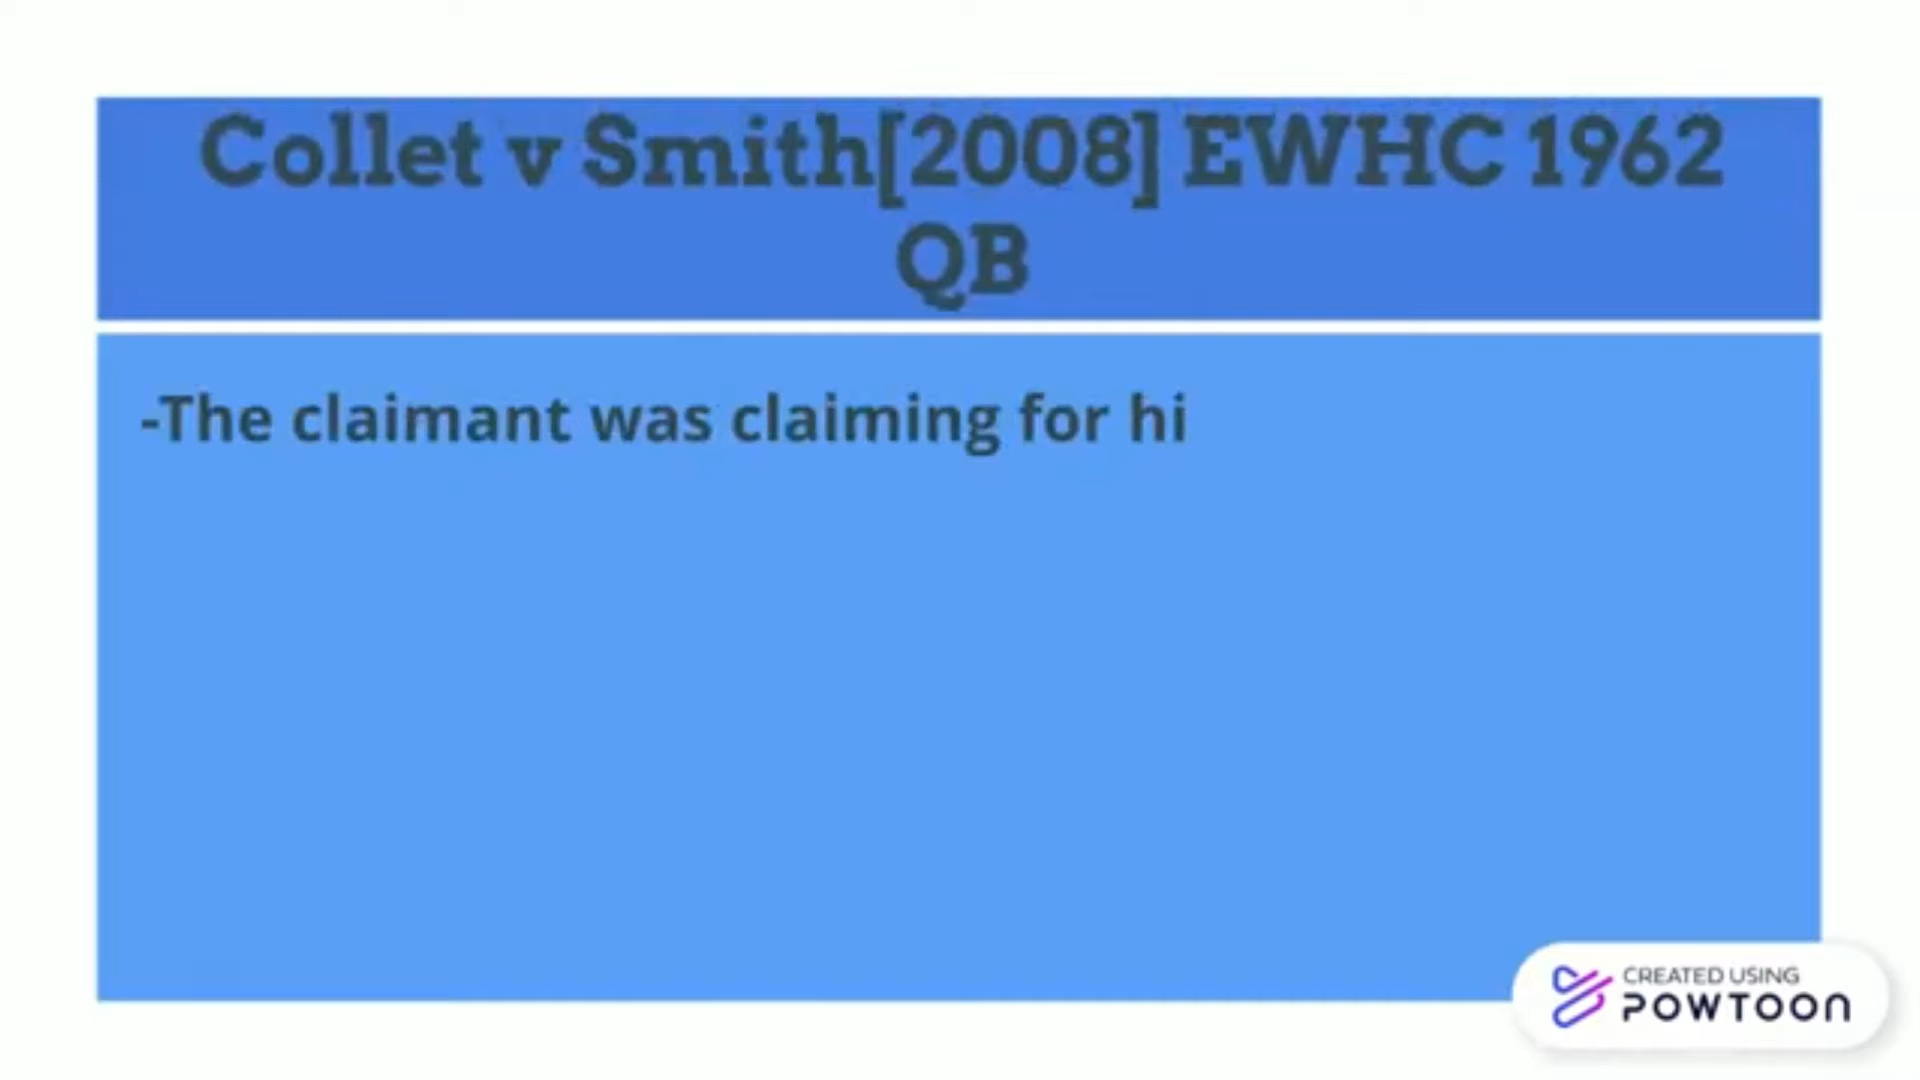 Collet v Smith[2008] EWHC 1962
QB
-The claimant was claiming for hi
CREATED USING
POWTOON